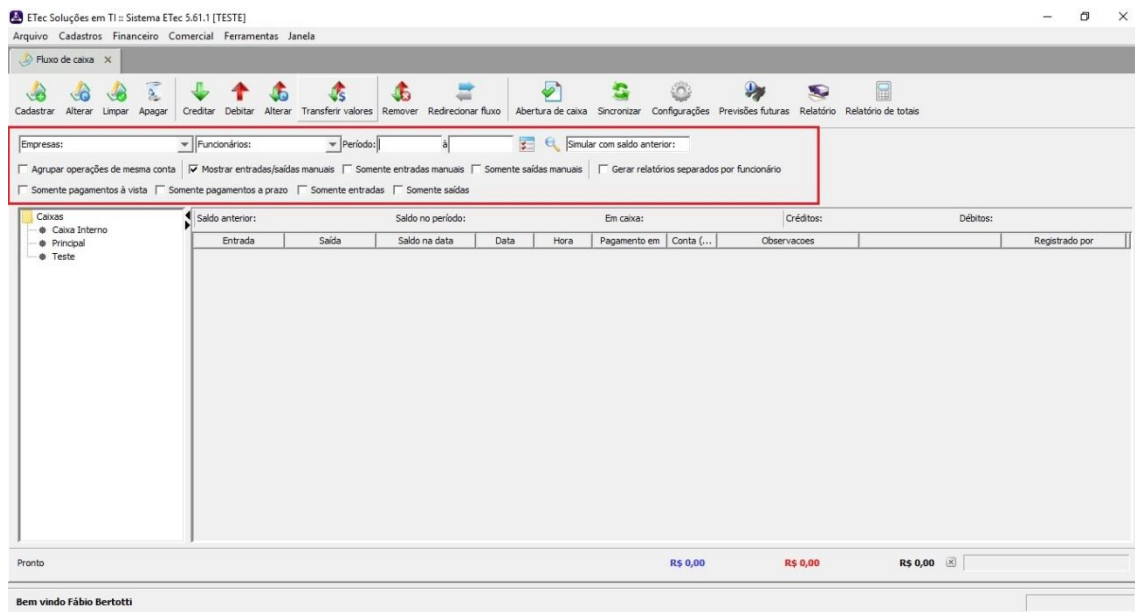 ETec Soluções em TI :: Sistema ETec 5.61.1 [TESTE]
Arquivo Cadastros Financeiro Comercial Ferramentas Janela
Fluxo de caixa
Cadastrar Alterar Limpar Apagar Creditar Debitar Alterar Transferir valores Remover Redirecionar fluxo Abertura de caixa Sincronizar Configurações Previsões futuras Relatório Relatório de totais
Empresas: Funcionários: Período: à Simular com saldo anterior:
Agrupar operações de mesma conta Mostrar entradas/saídas manuais Somente entradas manuais Somente saídas manuais Gerar relatórios separados por funcionário
Somente pagamentos à vista Somente pagamentos a prazo Somente entradas Somente saídas
Caixas
Caixa Interno
Principal
Teste
Saldo anterior: Saldo no período: Em caixa: Créditos: Débitos:
Entrada Saída Saldo na data Data Hora Pagamento em Conta (... Observacoes Registrado por
Pronto R$ 0,00 R$ 0,00 R$ 0,00
Bem vindo Fábio Bertotti